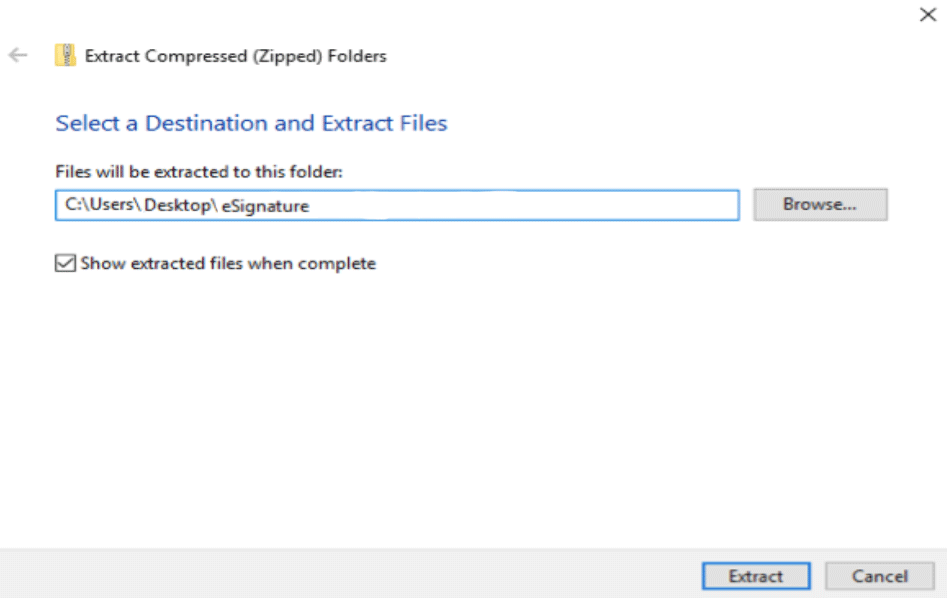 Extract Compressed (Zipped) Folders
Select a Destination and Extract Files
Files will be extracted to this folder:
C:\Users\ Desktop\ eSignature
Browse...
Show extracted files when complete
Extract
Cancel